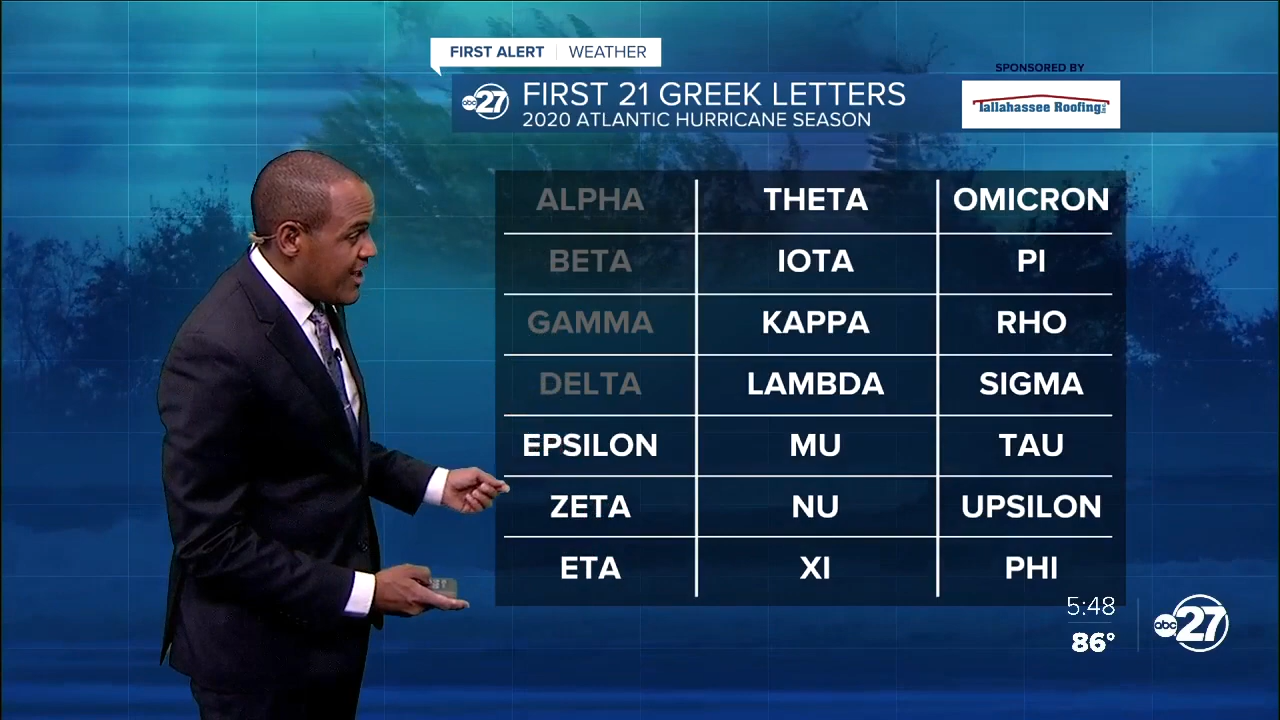 FIRST ALERT WEATHER
SPONSORED BY
abc 27 FIRST 21 GREEK LETTERS
2020 ATLANTIC HURRICANE SEASON
Tallahassee Roofing Inc
ALPHA THETA OMICRON
BETA IOTA PI
GAMMA KAPPA RHO
DELTA LAMBDA SIGMA
EPSILON MU TAU
ZETA NU UPSILON
ETA XI PHI
5:48
86°
abc 27